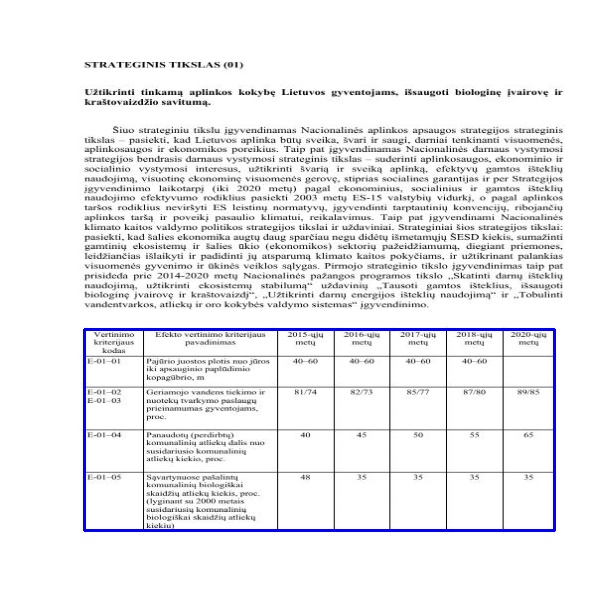 STRATEGINIS TIKSLAS (01)
Užtikrinti tinkamą aplinkos kokybę Lietuvos gyventojams, išsaugoti biologinę įvairovę ir
kraštovaizdžio savitumą.
Šiuo strateginiu tikslu įgyvendinamas Nacionalinės aplinkos apsaugos strategijos strateginis
tikslas – pasiekti, kad Lietuvos aplinka būtų sveika, švari ir saugi, darniai tenkinanti visuomenės,
aplinkosaugos ir ekonomikos poreikius. Taip pat įgyvendinamas Nacionalinės darnaus vystymosi
strategijos bendrasis darnaus vystymosi strateginis tikslas – suderinti aplinkosaugos, ekonominio ir
socialinio vystymosi interesus, užtikrinti švarią ir sveiką aplinką, efektyvų gamtos išteklių
naudojimą, visuotinę ekonominę visuomenės gerovę, stiprias socialines garantijas ir per Strategijos
įgyvendinimo laikotarpį (iki 2020 metų) pagal ekonominius, socialinius ir gamtos išteklių
naudojimo efektyvumo rodiklius pasiekti 2003 metų ES-15 valstybių vidurkį, o pagal aplinkos
taršos rodiklius neviršyti ES leistinų normatyvų, įgyvendinti tarptautinių konvencijų, ribojančių
aplinkos taršą ir poveikį pasaulio klimatui, reikalavimus. Taip pat įgyvendinami Nacionalinės
klimato kaitos valdymo politikos strategijos tikslai ir uždaviniai. Strateginiai šios strategijos tikslai:
pasiekti, kad šalies ekonomika augtų daug sparčiau negu didėtų išmetamųjų ŠESD kiekis, sumažinti
gamtinių ekosistemų ir šalies ūkio (ekonomikos) sektorių pažeidžiamumą, diegiant priemones,
leidžiančias išlaikyti ir padidinti jų atsparumą klimato kaitos pokyčiams, ir užtikrinant palankias
visuomenės gyvenimo ir ūkinės veiklos sąlygas. Pirmojo strateginio tikslo įgyvendinimas taip pat
prisideda prie 2014-2020 metų Nacionalinės pažangos programos tikslo „Skatinti darnų išteklių
naudojimą, užtikrinti ekosistemų stabilumą“ uždavinių „Tausoti gamtos išteklius, išsaugoti
biologinę įvairovę ir kraštovaizdį“, „Užtikrinti darnų energijos išteklių naudojimą“ ir „Tobulinti
vandentvarkos, atliekų ir oro kokybės valdymo sistemas“ įgyvendinimo.
Vertinimo Efekto vertinimo kriterijaus 2015-ųjų 2016-ųjų 2017-ųjų 2018-ųjų 2020-ųjų
kriterijaus pavadinimas metų metų metų metų metų
kodas
E-01–01 Pajūrio juostos plotis nuo jūros 40–60 40–60 40–60 40–60
iki apsauginio paplūdimio
kopagūbrio, m
E-01–02 Geriamojo vandens tiekimo ir 81/74 82/73 85/77 87/80 89/85
E-01–03 nuotekų tvarkymo paslaugų
prieinamumas gyventojams,
proc.
E-01–04 Panaudotų (perdirbtų) 40 45 50 55 65
komunalinių atliekų dalis nuo
susidariusio komunalinių
atliekų kiekio, proc.
E-01–05 Sąvartynuose pašalintų 48 35 35 35 35
komunalinių biologiškai
skaidžių atliekų kiekis, proc.
(lyginant su 2000 metais
susidariusių komunalinių
biologiškai skaidžių atliekų
kiekiu)